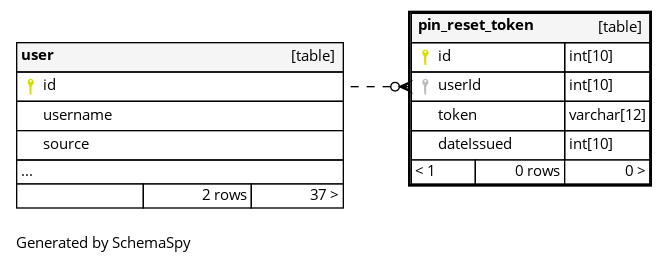 user [table]
id
username
source
...
2 rows 37 >
pin_reset_token [table]
id int[10]
userId int[10]
token varchar[12]
dateIssued int[10]
< 1 0 rows 0 >
Generated by SchemaSpy